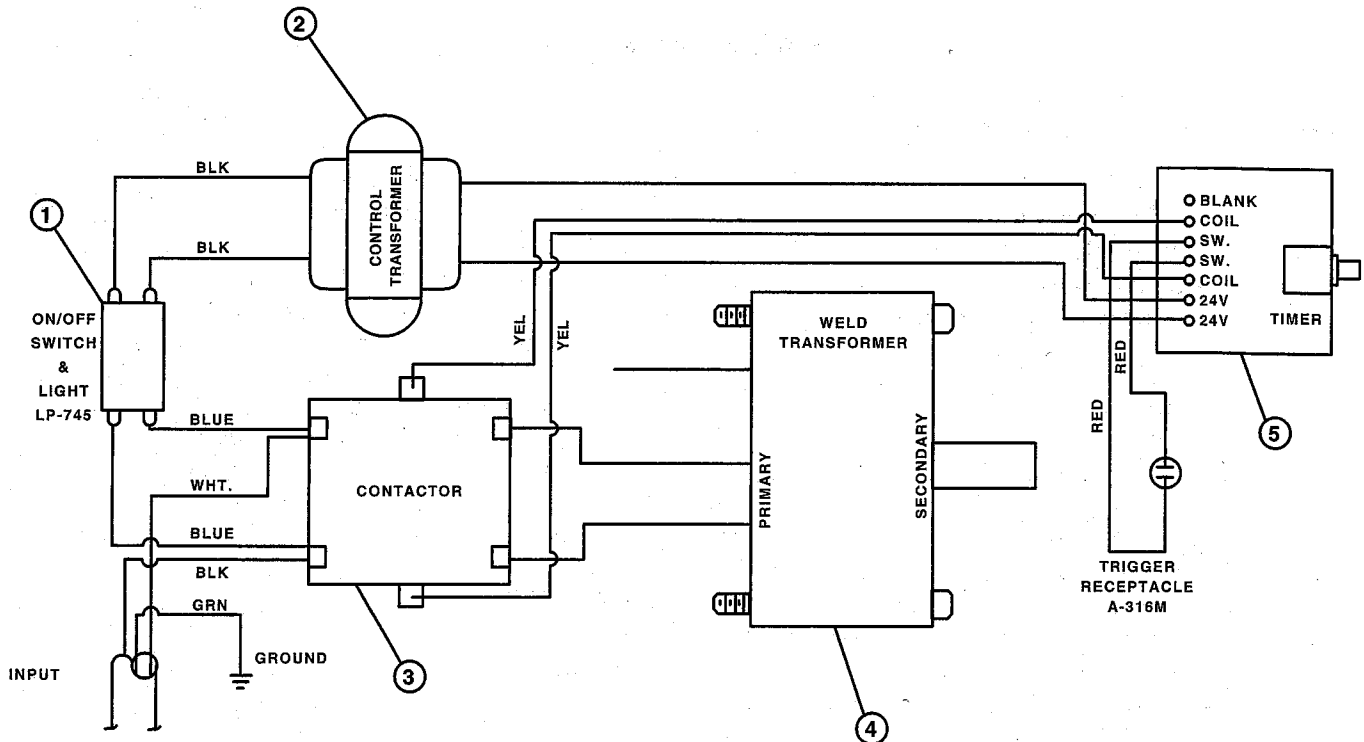 2
BLK
CONTROL
TRANSFORMER
1
BLK
ON/OFF
SWITCH
&
LIGHT
LP-745
BLUE
WHT.
BLUE
BLK
GRN
INPUT
GROUND
YEL
YEL
CONTACTOR
3
WELD
TRANSFORMER
PRIMARY
SECONDARY
4
BLANK
COIL
SW.
SW.
COIL
24V
24V
TIMER
5
RED
RED
TRIGGER
RECEPTACLE
A-316M